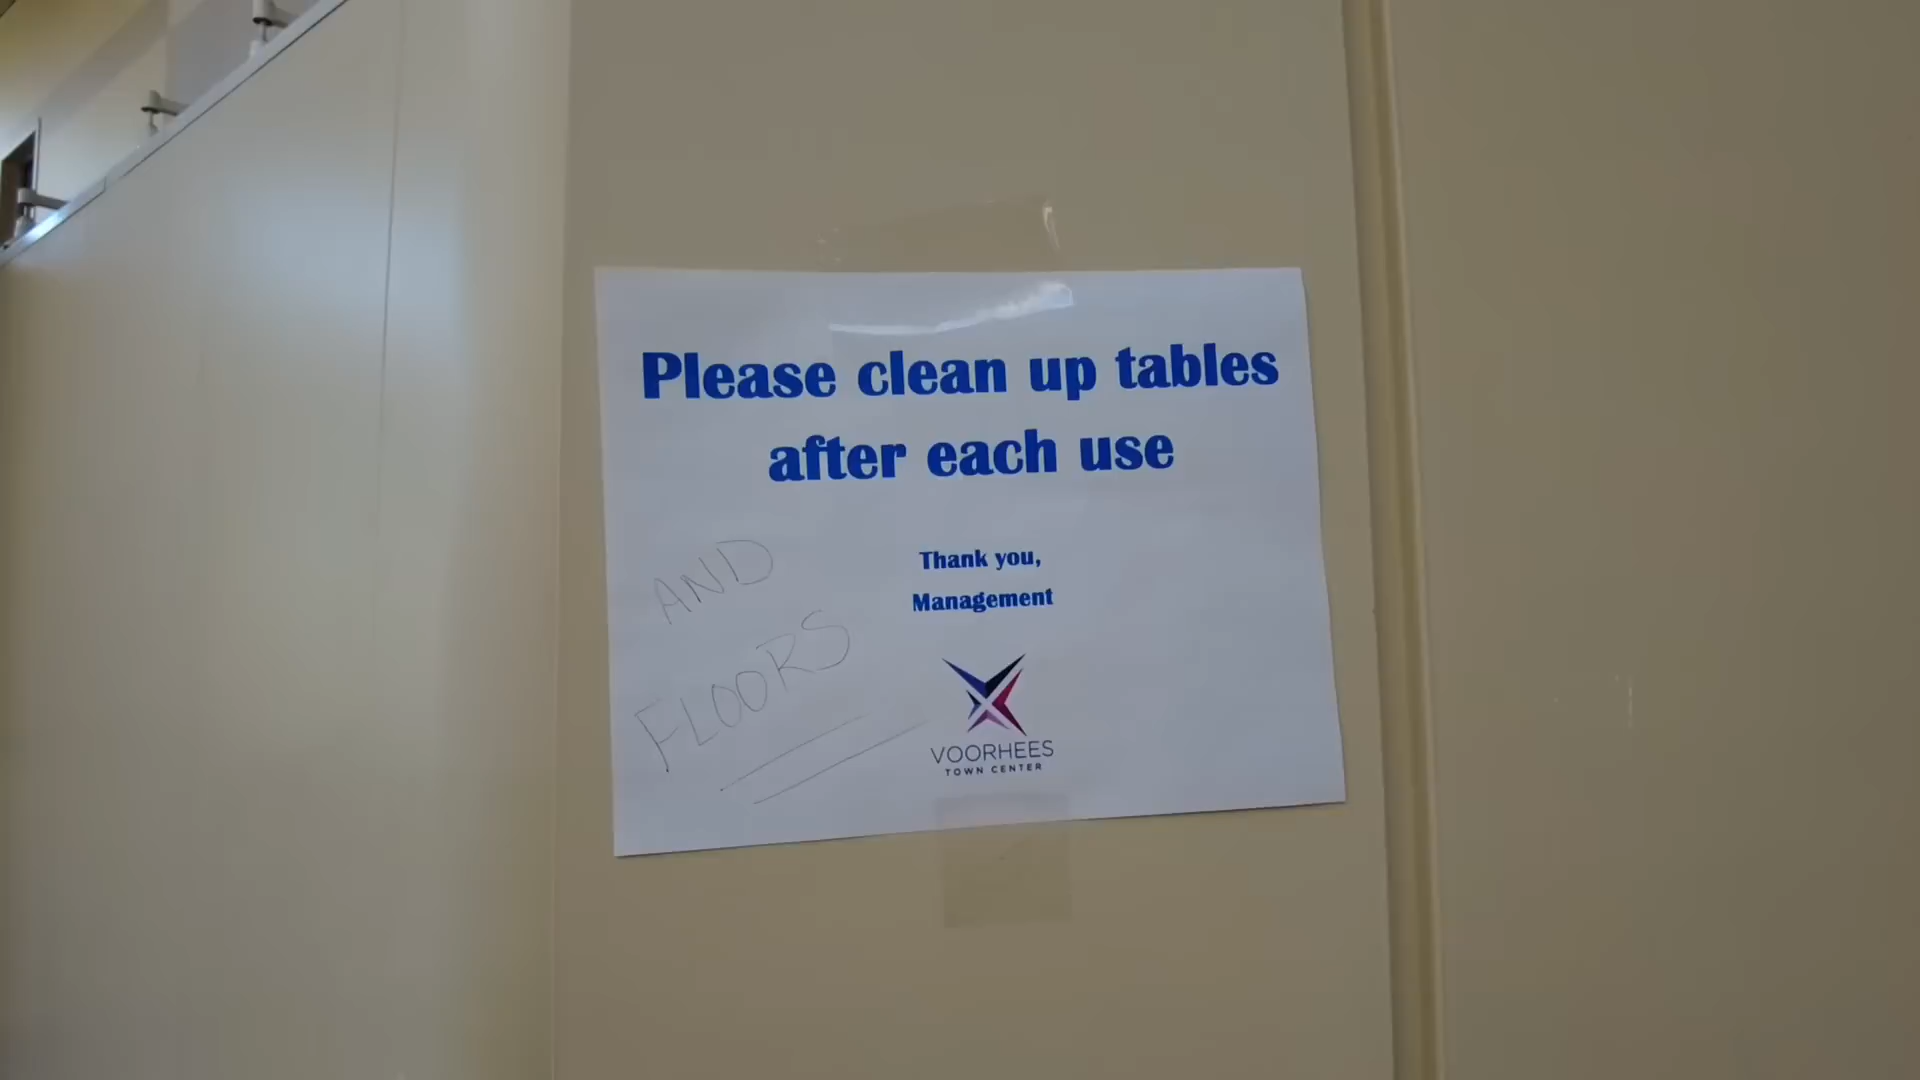 Please clean up tables
after each use
Thank you,
Management
AND
FLOORS
VOORHEES
TOWN CENTER